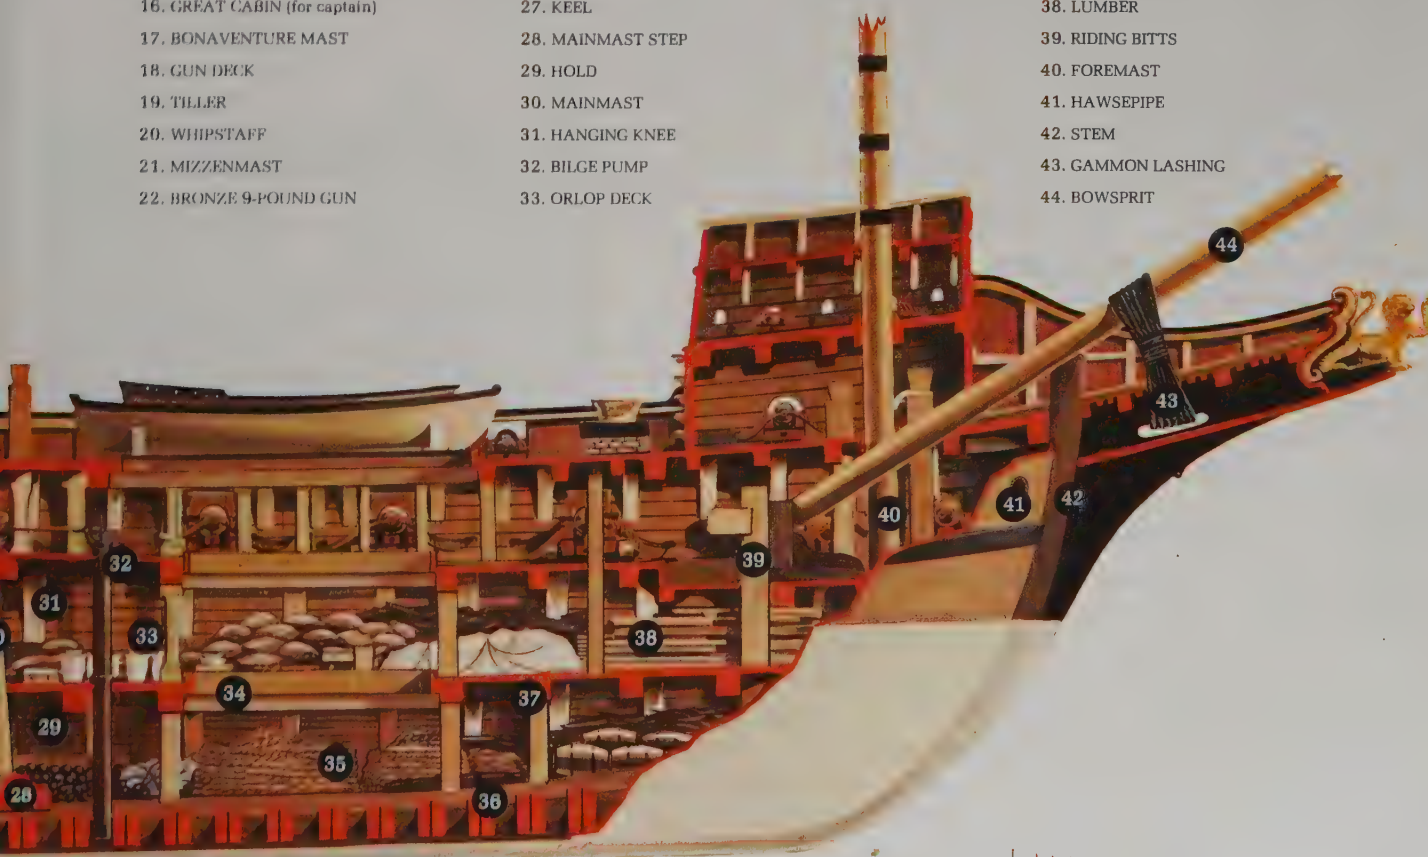 16. GREAT CABIN (for captain)
17. BONAVENTURE MAST
18. GUN DECK
19. TILLER
20. WHIPSTAFF
21. MIZZENMAST
22. BRONZE 9-POUND GUN
27. KEEL
28. MAINMAST STEP
29. HOLD
30. MAINMAST
31. HANGING KNEE
32. BILGE PUMP
33. ORLOP DECK
38. LUMBER
39. RIDING BITTS
40. FOREMAST
41. HAWSEPIPE
42. STEM
43. GAMMON LASHING
44. BOWSPRIT
44
43
42
41
40
39
32
31
33
38
34
37
29
35
28
36